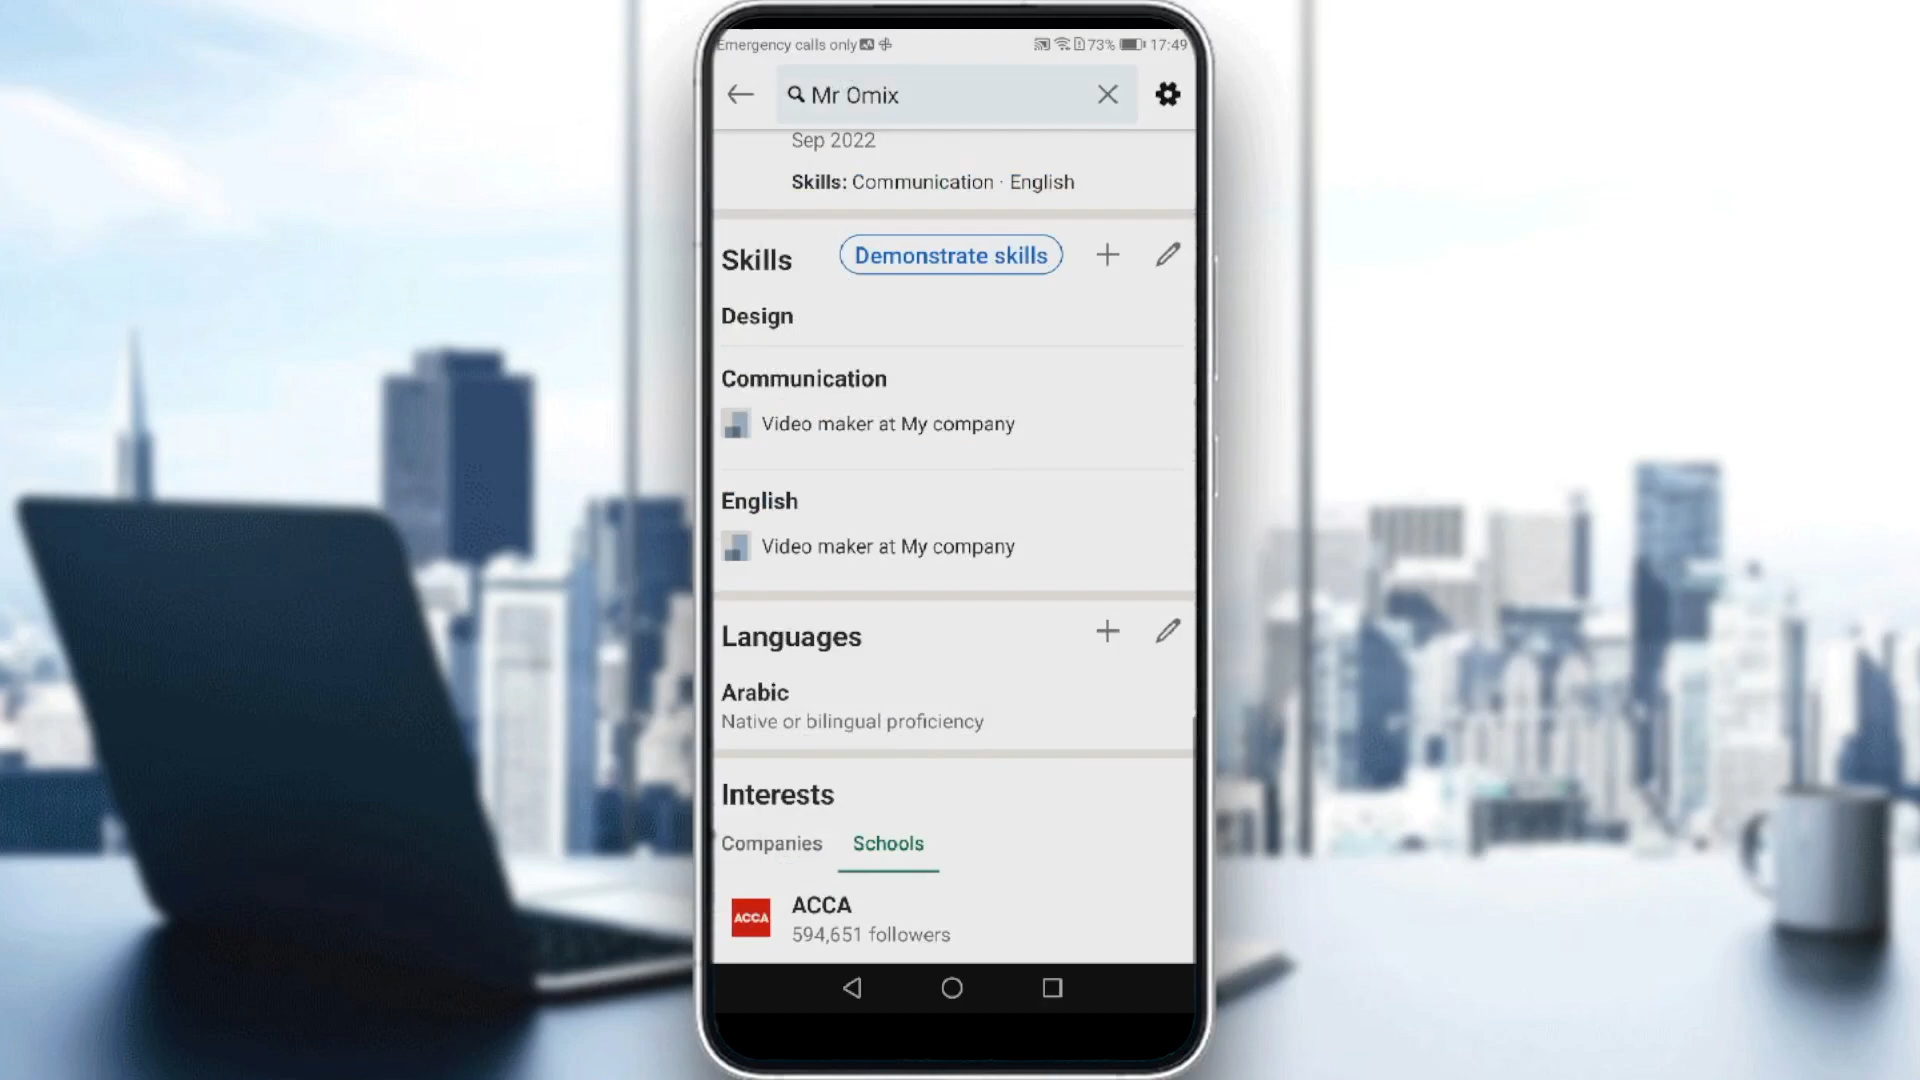 Emergency calls only 73% 17:49
Mr Omix
Sep 2022
Skills: Communication · English
Skills Demonstrate skills
Design
Communication
Video maker at My company
English
Video maker at My company
Languages
Arabic
Native or bilingual proficiency
Interests
Companies Schools
ACCA
ACCA
594,651 followers